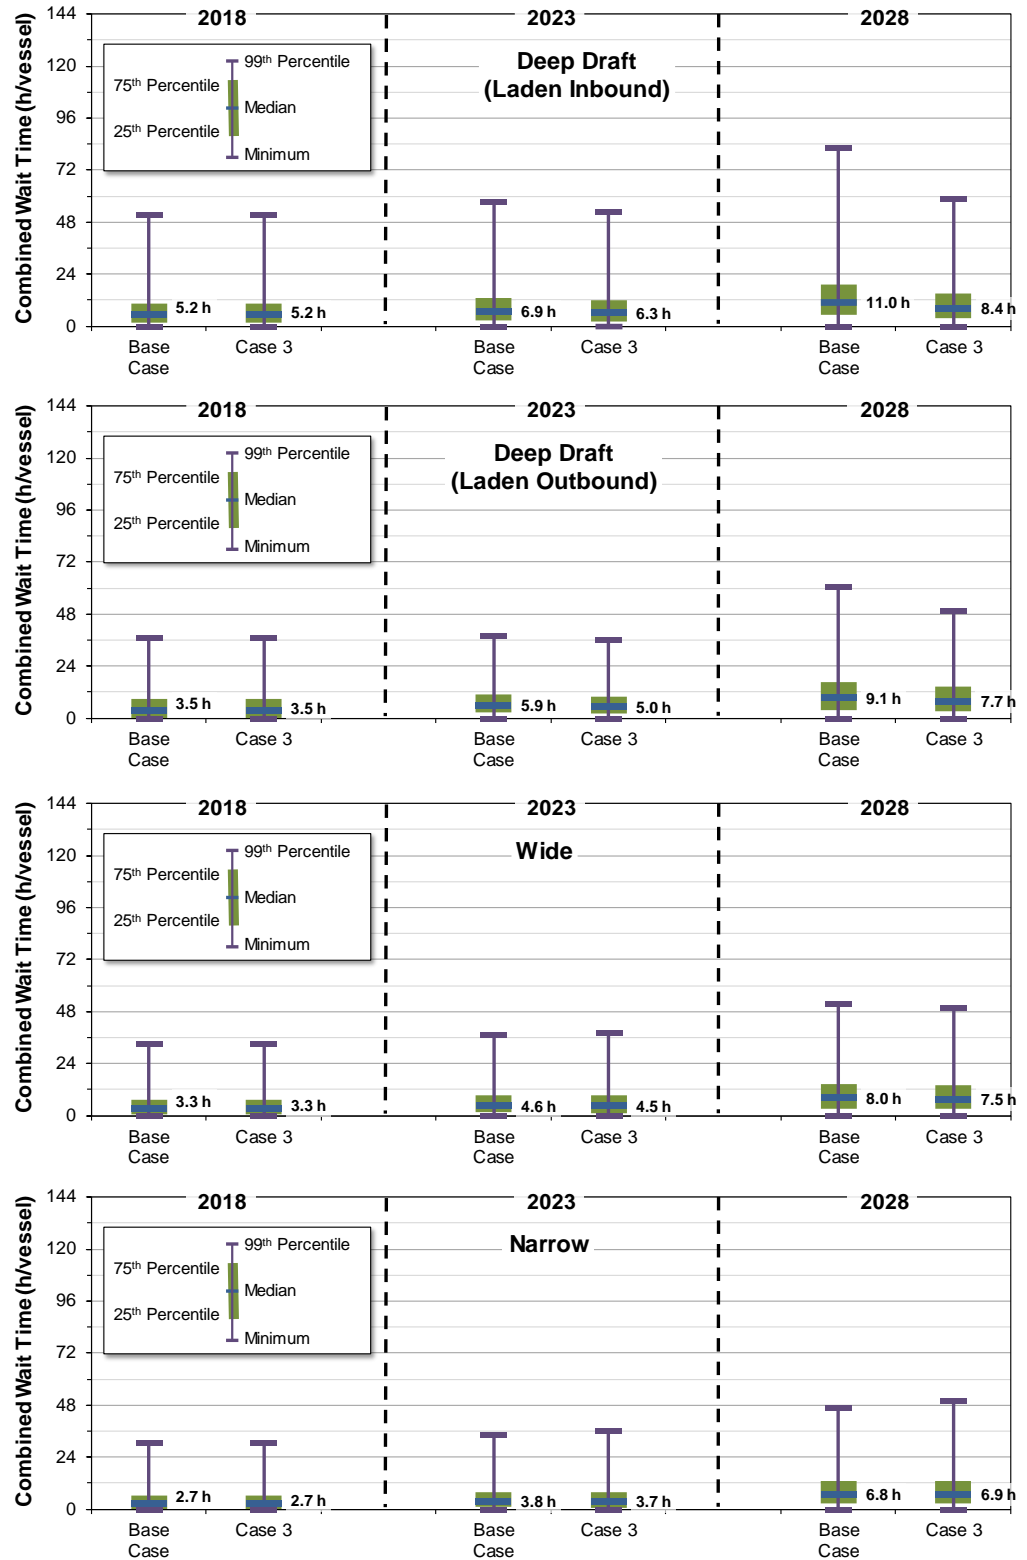 2018 2023 2028
Deep Draft
(Laden Inbound)
Combined Wait Time (h/vessel)
144
120
96
72
48
24
0
99th Percentile
75th Percentile
Median
25th Percentile
Minimum
5.2 h 5.2 h 6.9 h 6.3 h 11.0 h 8.4 h
Base Case 3 Base Case 3 Base Case 3
Case Case Case
2018 2023 2028
Deep Draft
(Laden Outbound)
Combined Wait Time (h/vessel)
144
120
96
72
48
24
0
99th Percentile
75th Percentile
Median
25th Percentile
Minimum
3.5 h 3.5 h 5.9 h 5.0 h 9.1 h 7.7 h
Base Case 3 Base Case 3 Base Case 3
Case Case Case
2018 2023 2028
Wide
Combined Wait Time (h/vessel)
144
120
96
72
48
24
0
99th Percentile
75th Percentile
Median
25th Percentile
Minimum
3.3 h 3.3 h 4.6 h 4.5 h 8.0 h 7.5 h
Base Case 3 Base Case 3 Base Case 3
Case Case Case
2018 2023 2028
Narrow
Combined Wait Time (h/vessel)
144
120
96
72
48
24
0
99th Percentile
75th Percentile
Median
25th Percentile
Minimum
2.7 h 2.7 h 3.8 h 3.7 h 6.8 h 6.9 h
Base Case 3 Base Case 3 Base Case 3
Case Case Case